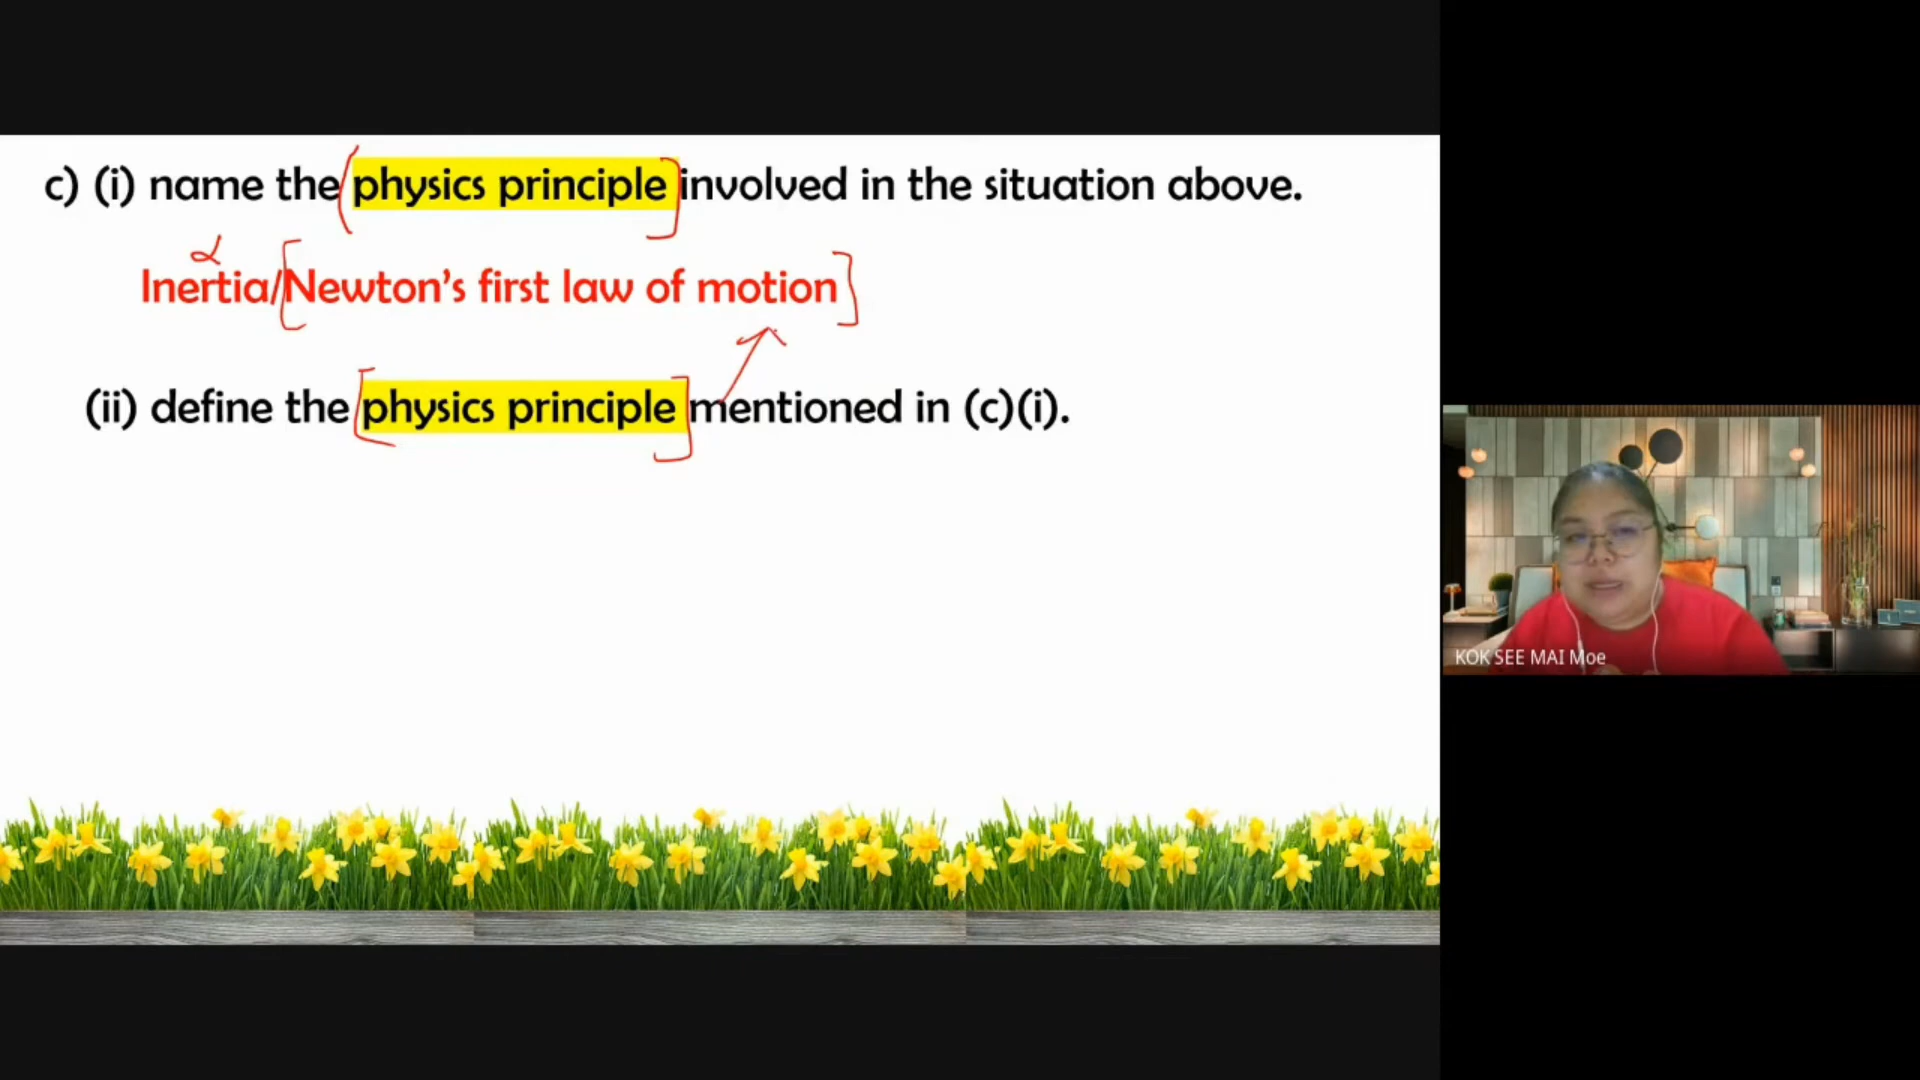 c) (i) name the physics principle involved in the situation above.
Inertia/Newton's first law of motion
(ii) define the physics principle mentioned in (c)(i).
KOK SEE MAI Moe